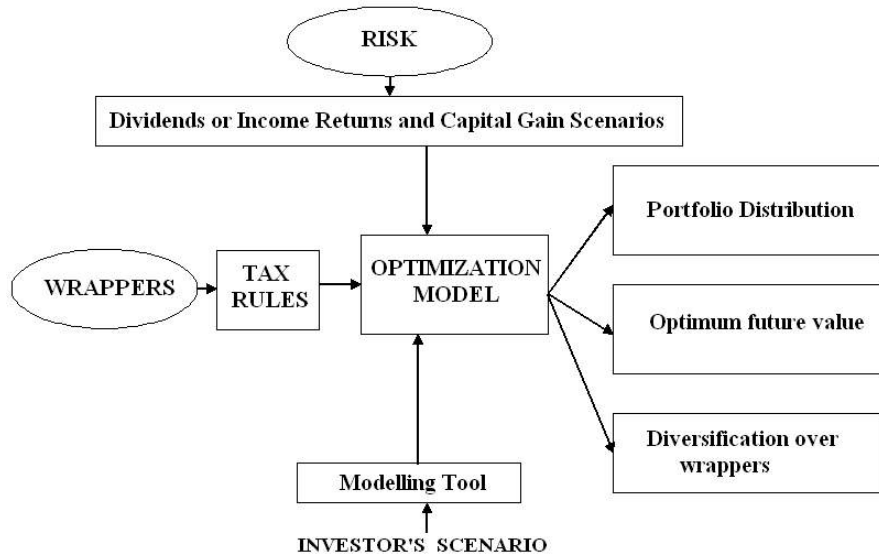 RISK
Dividends or Income Returns and Capital Gain Scenarios
Portfolio Distribution
WRAPPERS
TAX
RULES
OPTIMIZATION
MODEL
Optimum future value
Diversification over
wrappers
Modelling Tool
INVESTOR'S SCENARIO